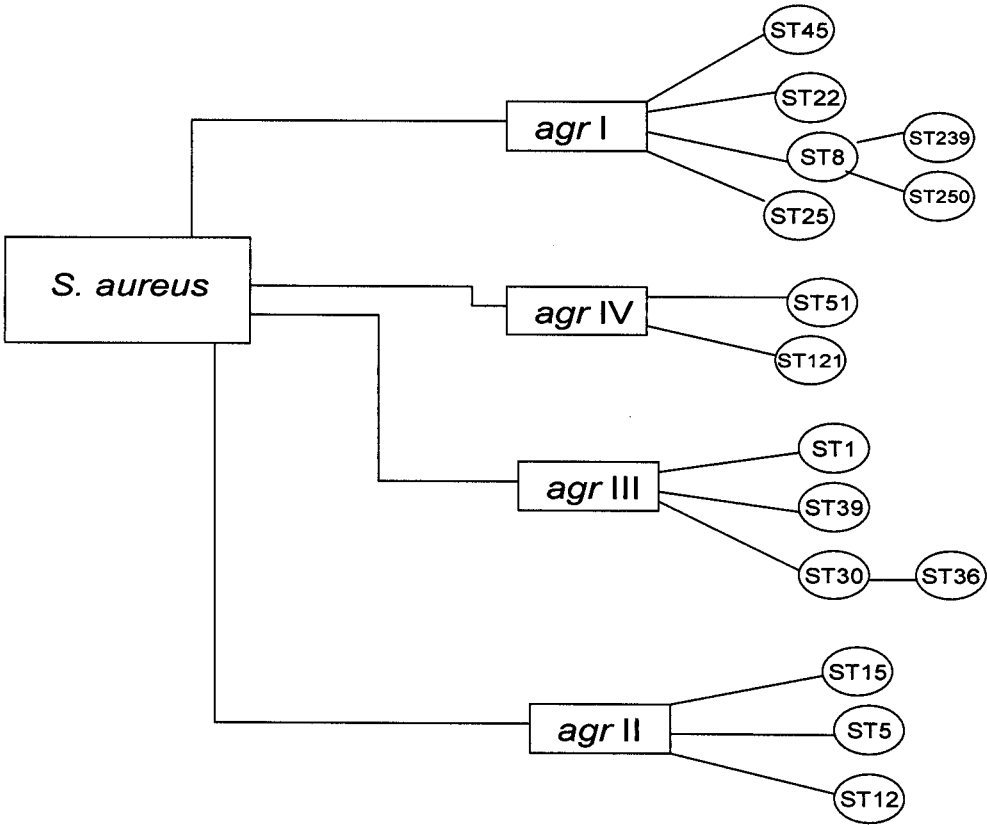 ST45
ST22
agr I
ST8
ST239
ST250
ST25
S. aureus
agr IV
ST51
ST121
ST1
agr III
ST39
ST30
ST36
ST15
agr II
ST5
ST12